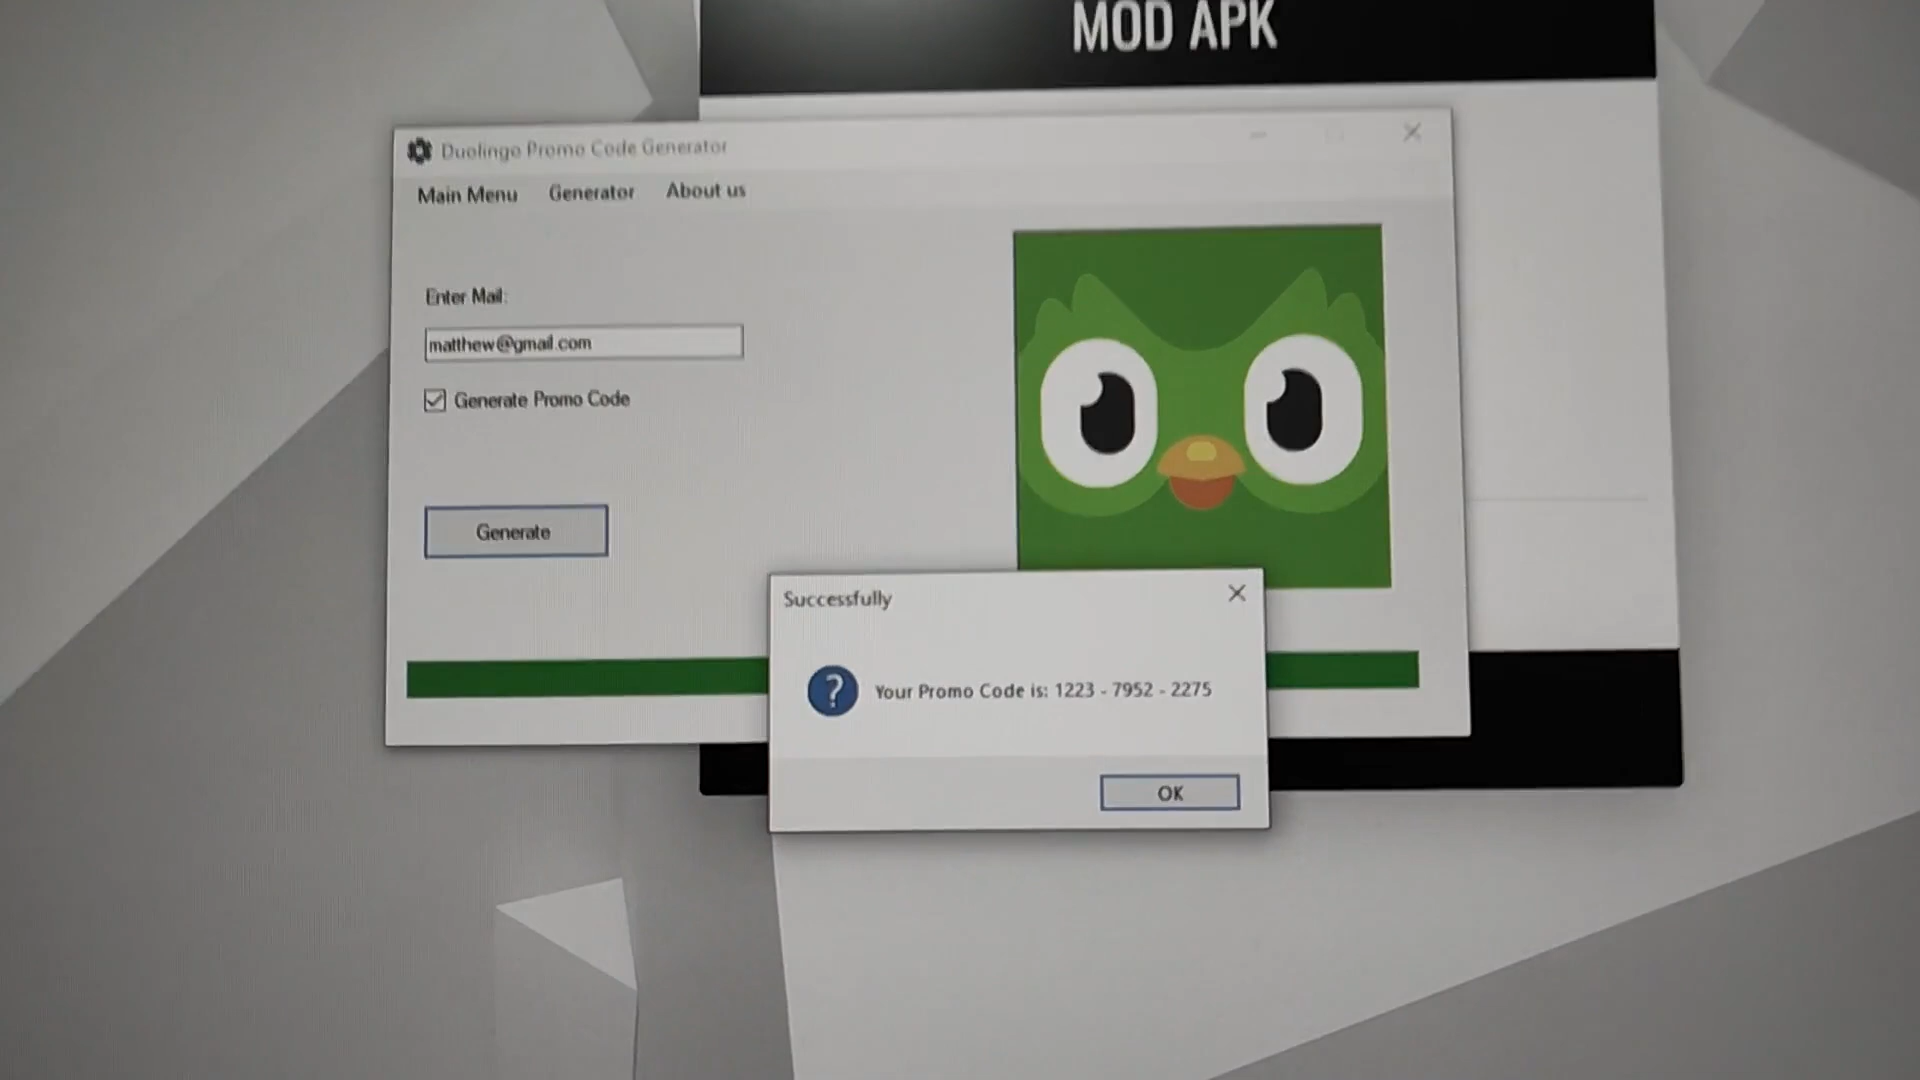 MOD APK
Duolingo Promo Code Generator
Main Menu Generator About us
Enter Mail:
matthew@gmail.com
Generate Promo Code
Generate
Successfully
Your Promo Code is: 1223 - 7952 - 2275
OK